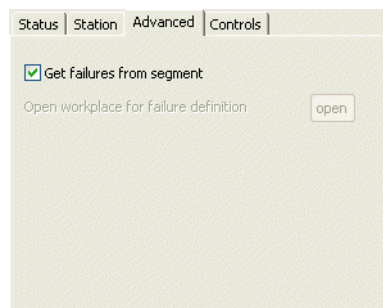 Status Station Advanced Controls
Get failures from segment
Open workplace for failure definition open